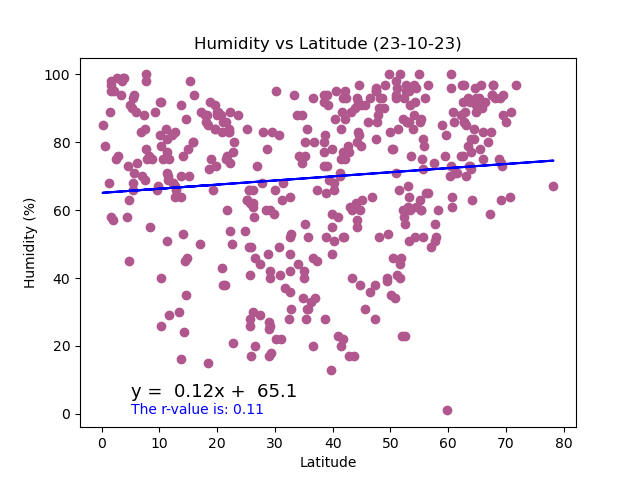 Humidity vs Latitude (23-10-23)
Humidity (%)
100
80
60
40
20
0
y =  0.12x +  65.1
The r-value is: 0.11
0 10 20 30 40 50 60 70 80
Latitude